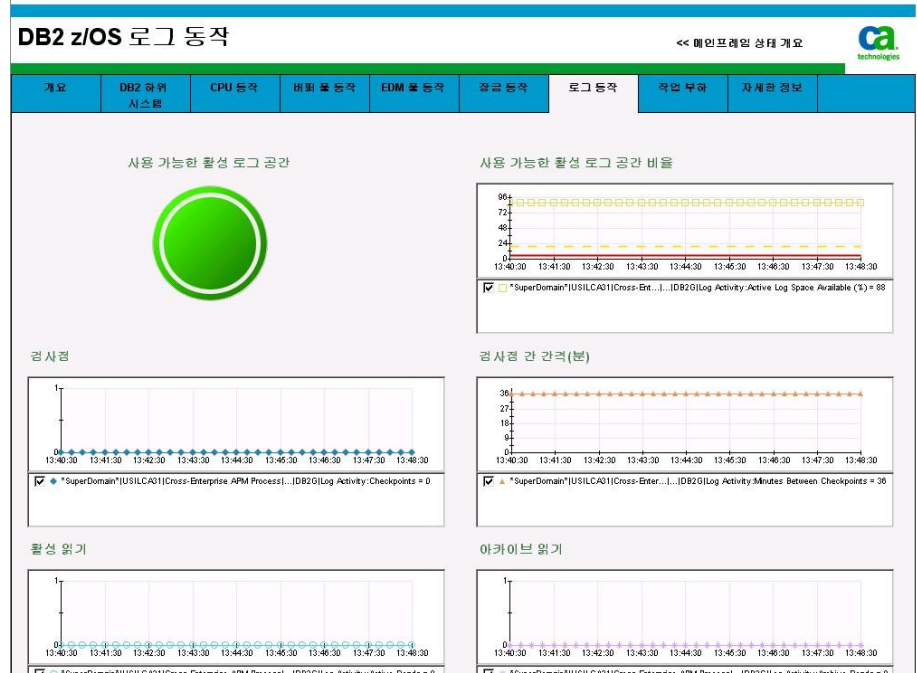 DB2 z/OS 로그 동작
<< 메인프레임 상태 개요
ca
technologies
개요
DB2 하위
시스템
CPU 동작
버퍼 풀 동작
EDM 풀 동작
잠금 동작
로그 동작
작업 부하
자세한 정보
사용 가능한 활성 로그 공간
사용 가능한 활성 로그 공간 비율
96
72
48
24
0
13:40:30 13:41:30 13:42:30 13:43:30 13:44:30 13:45:30 13:46:30 13:47:30 13:48:30
"SuperDomain"|USILCA31|Cross-Ent...|...|DB2G|Log Activity:Active Log Space Available (%) = 88
검사점
1
0
13:40:30 13:41:30 13:42:30 13:43:30 13:44:30 13:45:30 13:46:30 13:47:30 13:48:30
"SuperDomain"|USILCA31|Cross-Enterprise APM Process|...|DB2G|Log Activity:Checkpoints = 0
검사점 간 간격(분)
36
27
18
9
0
13:40:30 13:41:30 13:42:30 13:43:30 13:44:30 13:45:30 13:46:30 13:47:30 13:48:30
"SuperDomain"|USILCA31|Cross-Enter...|...|DB2G|Log Activity:Minutes Between Checkpoints = 36
활성 읽기
1
0
13:40:30 13:41:30 13:42:30 13:43:30 13:44:30 13:45:30 13:46:30 13:47:30 13:48:30
아카이브 읽기
1
0
13:40:30 13:41:30 13:42:30 13:43:30 13:44:30 13:45:30 13:46:30 13:47:30 13:48:30